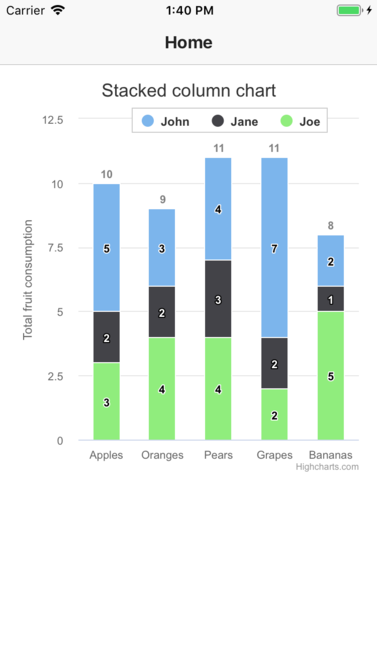 Carrier 1:40 PM
Home
Stacked column chart
John Jane Joe
Total fruit consumption
12.5
10
7.5
5
2.5
0
10 9 11 11 8
5 3 4 7 2
2 2 3 2 1
3 4 4 2 5
Apples Oranges Pears Grapes Bananas
Highcharts.com